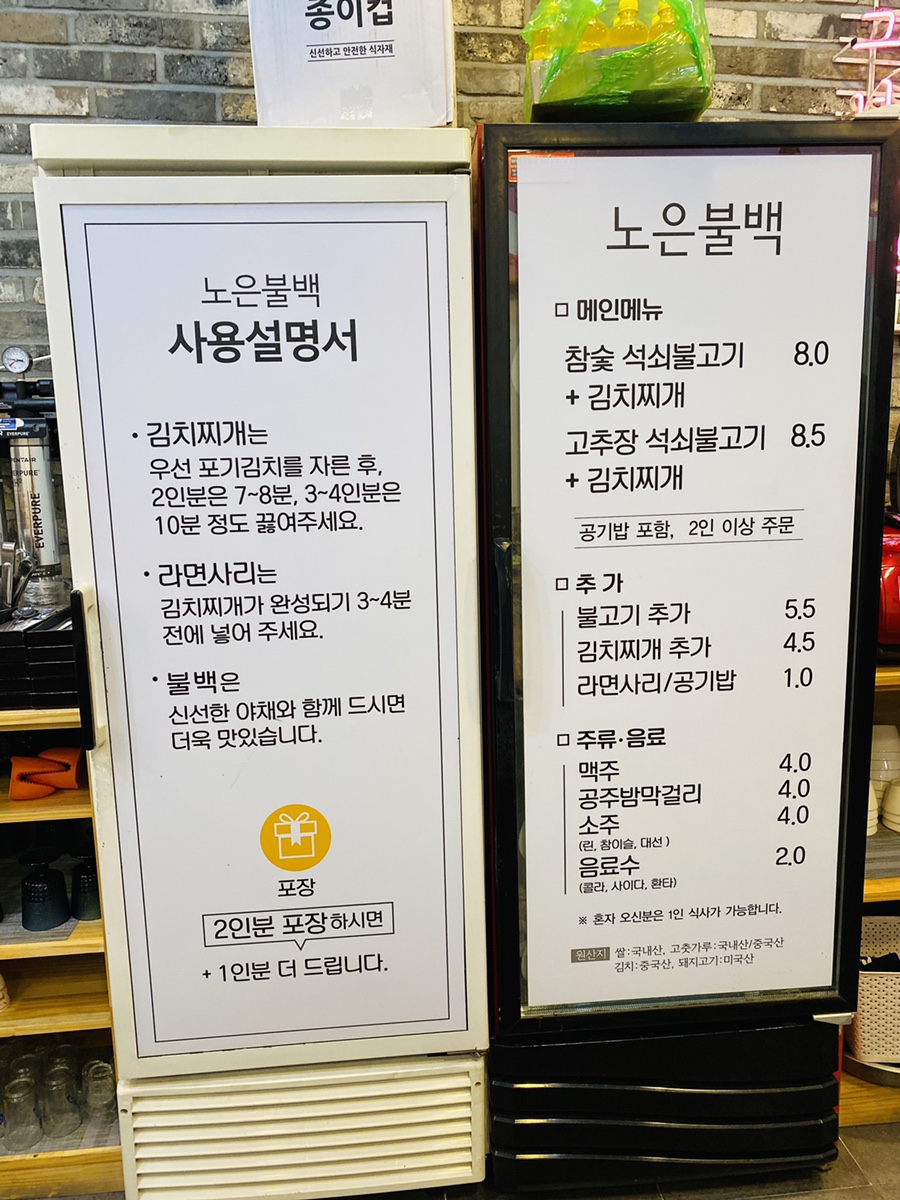 종이컵
신선하고 안전한 식자재
노은불백
사용설명서
· 김치찌개는
우선 포기김치를 자른 후,
2인분은 7~8분, 3~4인분은
10분 정도 끓여주세요.
· 라면사리는
김치찌개가 완성되기 3~4분
전에 넣어 주세요.
· 불백은
신선한 야채와 함께 드시면
더욱 맛있습니다.
포장
2인분 포장 하시면
+ 1인분 더 드립니다.
노은불백
□ 메인메뉴
참숯 석쇠불고기 8.0
+ 김치찌개
고추장 석쇠불고기 8.5
+ 김치찌개
공기밥 포함, 2인 이상 주문
□ 추 가
불고기 추가 5.5
김치찌개 추가 4.5
라면사리/공기밥 1.0
□ 주류·음료
맥주 4.0
공주밤막걸리 4.0
소주 4.0
(린, 참이슬, 대선 )
음료수 2.0
(콜라, 사이다, 환타)
※ 혼자 오신분은 1인 식사가 가능합니다.
원산지 쌀:국내산, 고춧가루:국내산/중국산
김치:중국산, 돼지고기:미국산
EVERPURE
EVERPURE